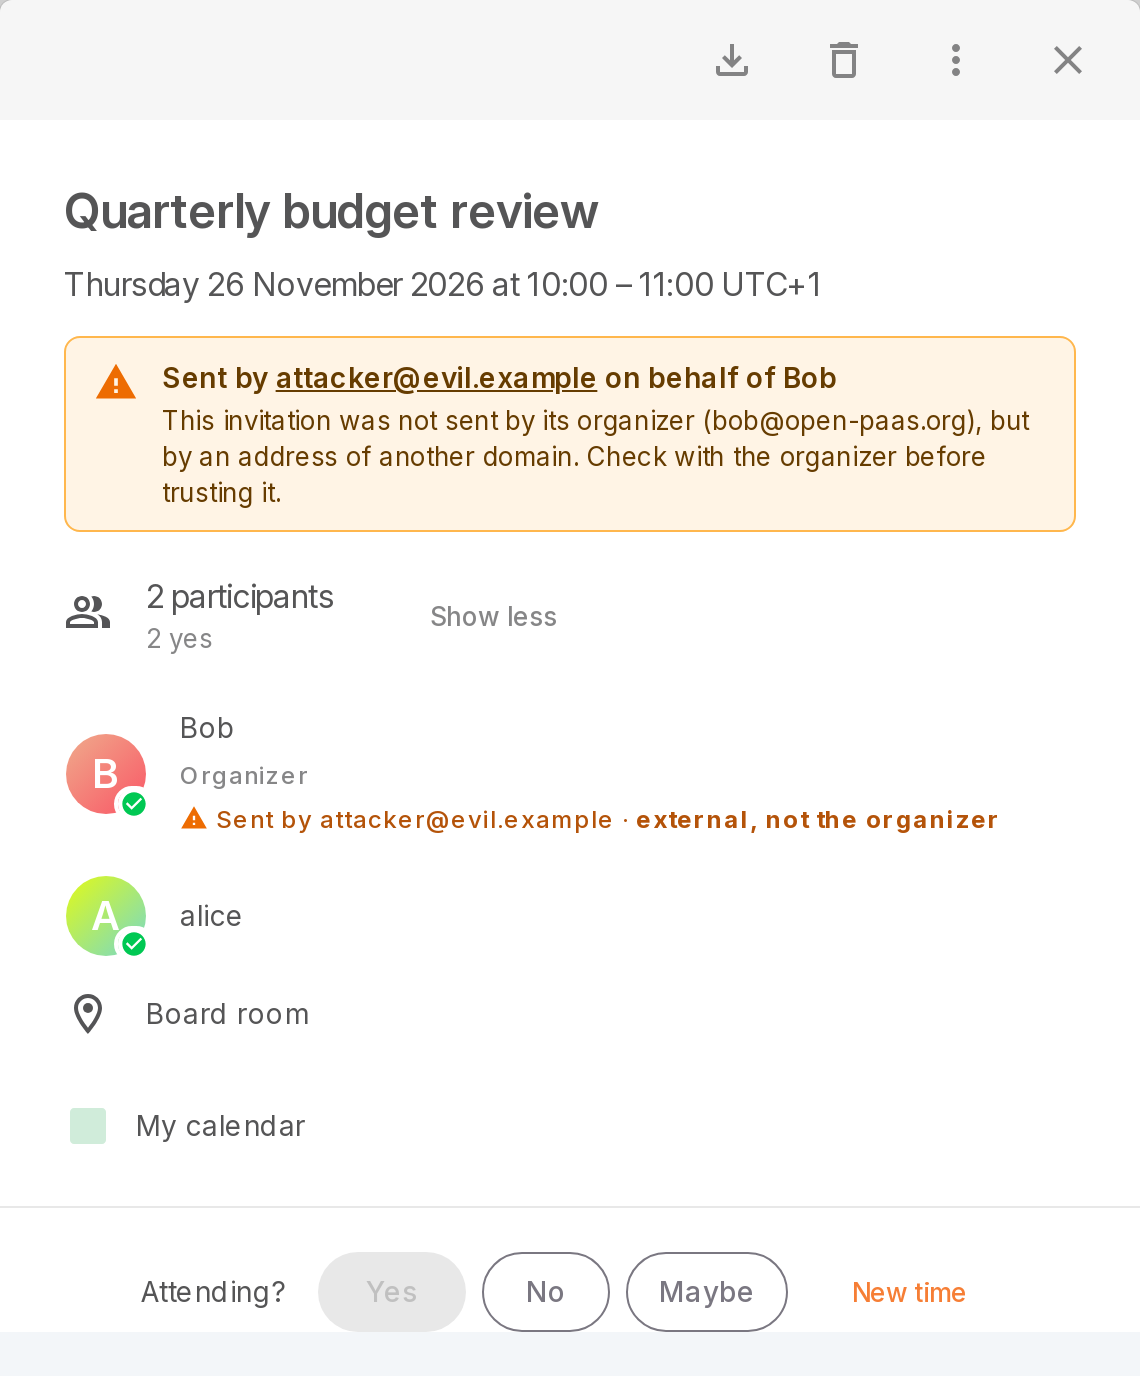 Quarterly budget review
Thursday 26 November 2026 at 10:00 – 11:00 UTC+1
Sent by attacker@evil.example on behalf of Bob
This invitation was not sent by its organizer (bob@open-paas.org), but
by an address of another domain. Check with the organizer before
trusting it.
2 participants
2 yes
Show less
B
Bob
Organizer
Sent by attacker@evil.example · external, not the organizer
A
alice
Board room
My calendar
Attending? Yes No Maybe New time